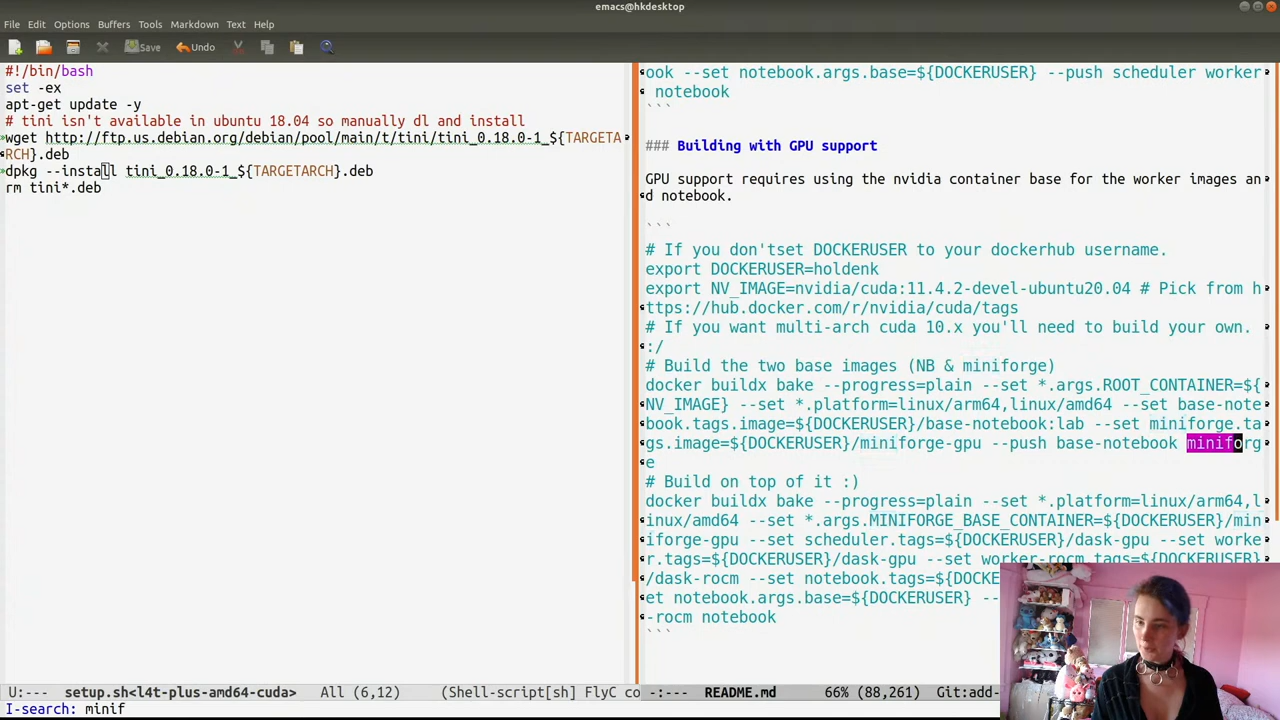 emacs@hkdesktop
File Edit Options Buffers Tools Markdown Text Help
Save Undo
#!/bin/bash
set -ex
apt-get update -y
# tini isn't available in ubuntu 18.04 so manually dl and install
wget http://ftp.us.debian.org/debian/pool/main/t/tini/tini_0.18.0-1_${TARGETA
RCH}.deb
dpkg --install tini_0.18.0-1_${TARGETARCH}.deb
rm tini*.deb
ook --set notebook.args.base=${DOCKERUSER} --push scheduler worker
notebook
```
### Building with GPU support
GPU support requires using the nvidia container base for the worker images an
d notebook.
```
# If you don'tset DOCKERUSER to your dockerhub username.
export DOCKERUSER=holdenk
export NV_IMAGE=nvidia/cuda:11.4.2-devel-ubuntu20.04 # Pick from h
ttps://hub.docker.com/r/nvidia/cuda/tags
# If you want multi-arch cuda 10.x you'll need to build your own.
:/
# Build the two base images (NB & miniforge)
docker buildx bake --progress=plain --set *.args.ROOT_CONTAINER=${
NV_IMAGE} --set *.platform=linux/arm64,linux/amd64 --set base-note
book.tags.image=${DOCKERUSER}/base-notebook:lab --set miniforge.ta
gs.image=${DOCKERUSER}/miniforge-gpu --push base-notebook miniforg
e
# Build on top of it :)
docker buildx bake --progress=plain --set *.platform=linux/arm64,l
inux/amd64 --set *.args.MINIFORGE_BASE_CONTAINER=${DOCKERUSER}/min
iforge-gpu --set scheduler.tags=${DOCKERUSER}/dask-gpu --set worke
r.tags=${DOCKERUSER}/dask-gpu --set worker-rocm.tags=${DOCKERUSER}
/dask-rocm --set notebook.tags=${DOCKE
et notebook.args.base=${DOCKERUSER} --
-rocm notebook
```
U:--- setup.sh<l4t-plus-amd64-cuda> All (6,12) (Shell-script[sh] FlyC co
-:--- README.md 66% (88,261) Git:add-
I-search: minif